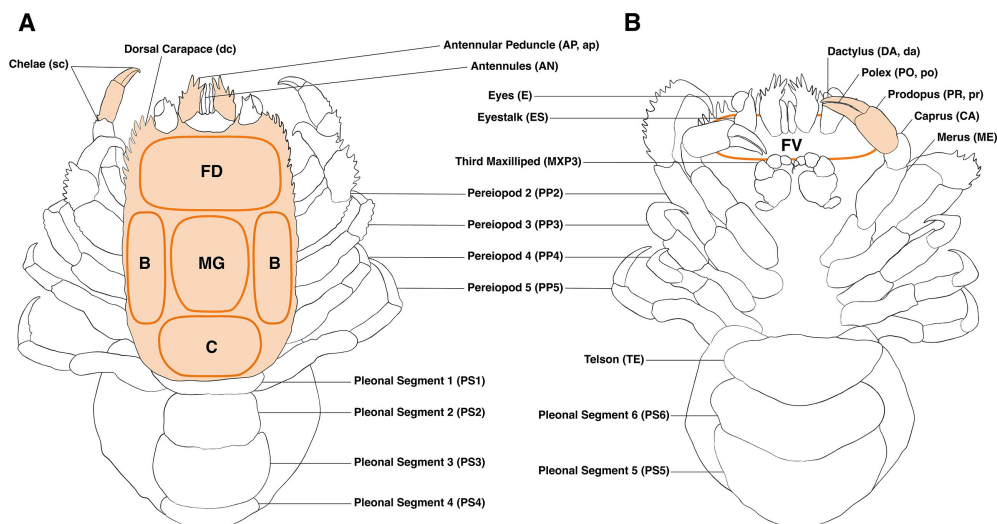 A
B
Dorsal Carapace (dc)
Chelae (sc)
Antennular Peduncle (AP, ap)
Antennules (AN)
Eyes (E)
Eyestalk (ES)
Third Maxilliped (MXP3)
Pereiopod 2 (PP2)
Pereiopod 3 (PP3)
Pereiopod 4 (PP4)
Pereiopod 5 (PP5)
FD
B
MG
B
C
Pleonal Segment 1 (PS1)
Pleonal Segment 2 (PS2)
Pleonal Segment 3 (PS3)
Pleonal Segment 4 (PS4)
Dactylus (DA, da)
Polex (PO, po)
Prodopus (PR, pr)
Caprus (CA)
Merus (ME)
FV
Telson (TE)
Pleonal Segment 6 (PS6)
Pleonal Segment 5 (PS5)